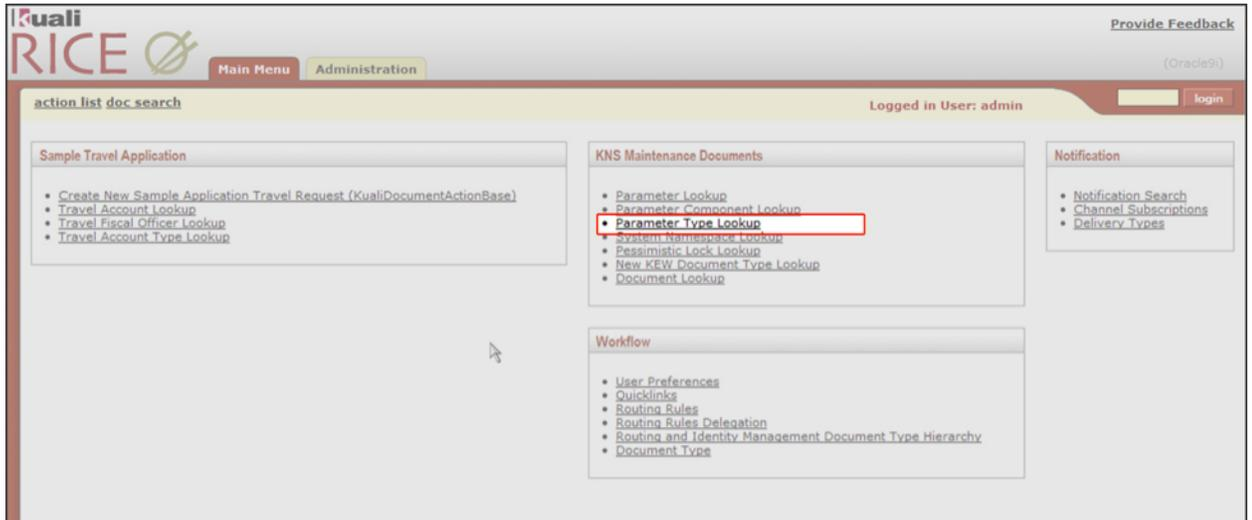 Kuali
RICE
Provide Feedback
Main Menu
Administration
(Oracle9i)
action list doc search
Logged in User: admin
login
Sample Travel Application
Create New Sample Application Travel Request (KualiDocumentActionBase)
Travel Account Lookup
Travel Fiscal Officer Lookup
Travel Account Type Lookup
KNS Maintenance Documents
Parameter Lookup
Parameter Component Lookup
Parameter Type Lookup
System Namespace Lookup
Pessimistic Lock Lookup
New KEW Document Type Lookup
Document Lookup
Notification
Notification Search
Channel Subscriptions
Delivery Types
Workflow
User Preferences
Quicklinks
Routing Rules
Routing Rules Delegation
Routing and Identity Management Document Type Hierarchy
Document Type